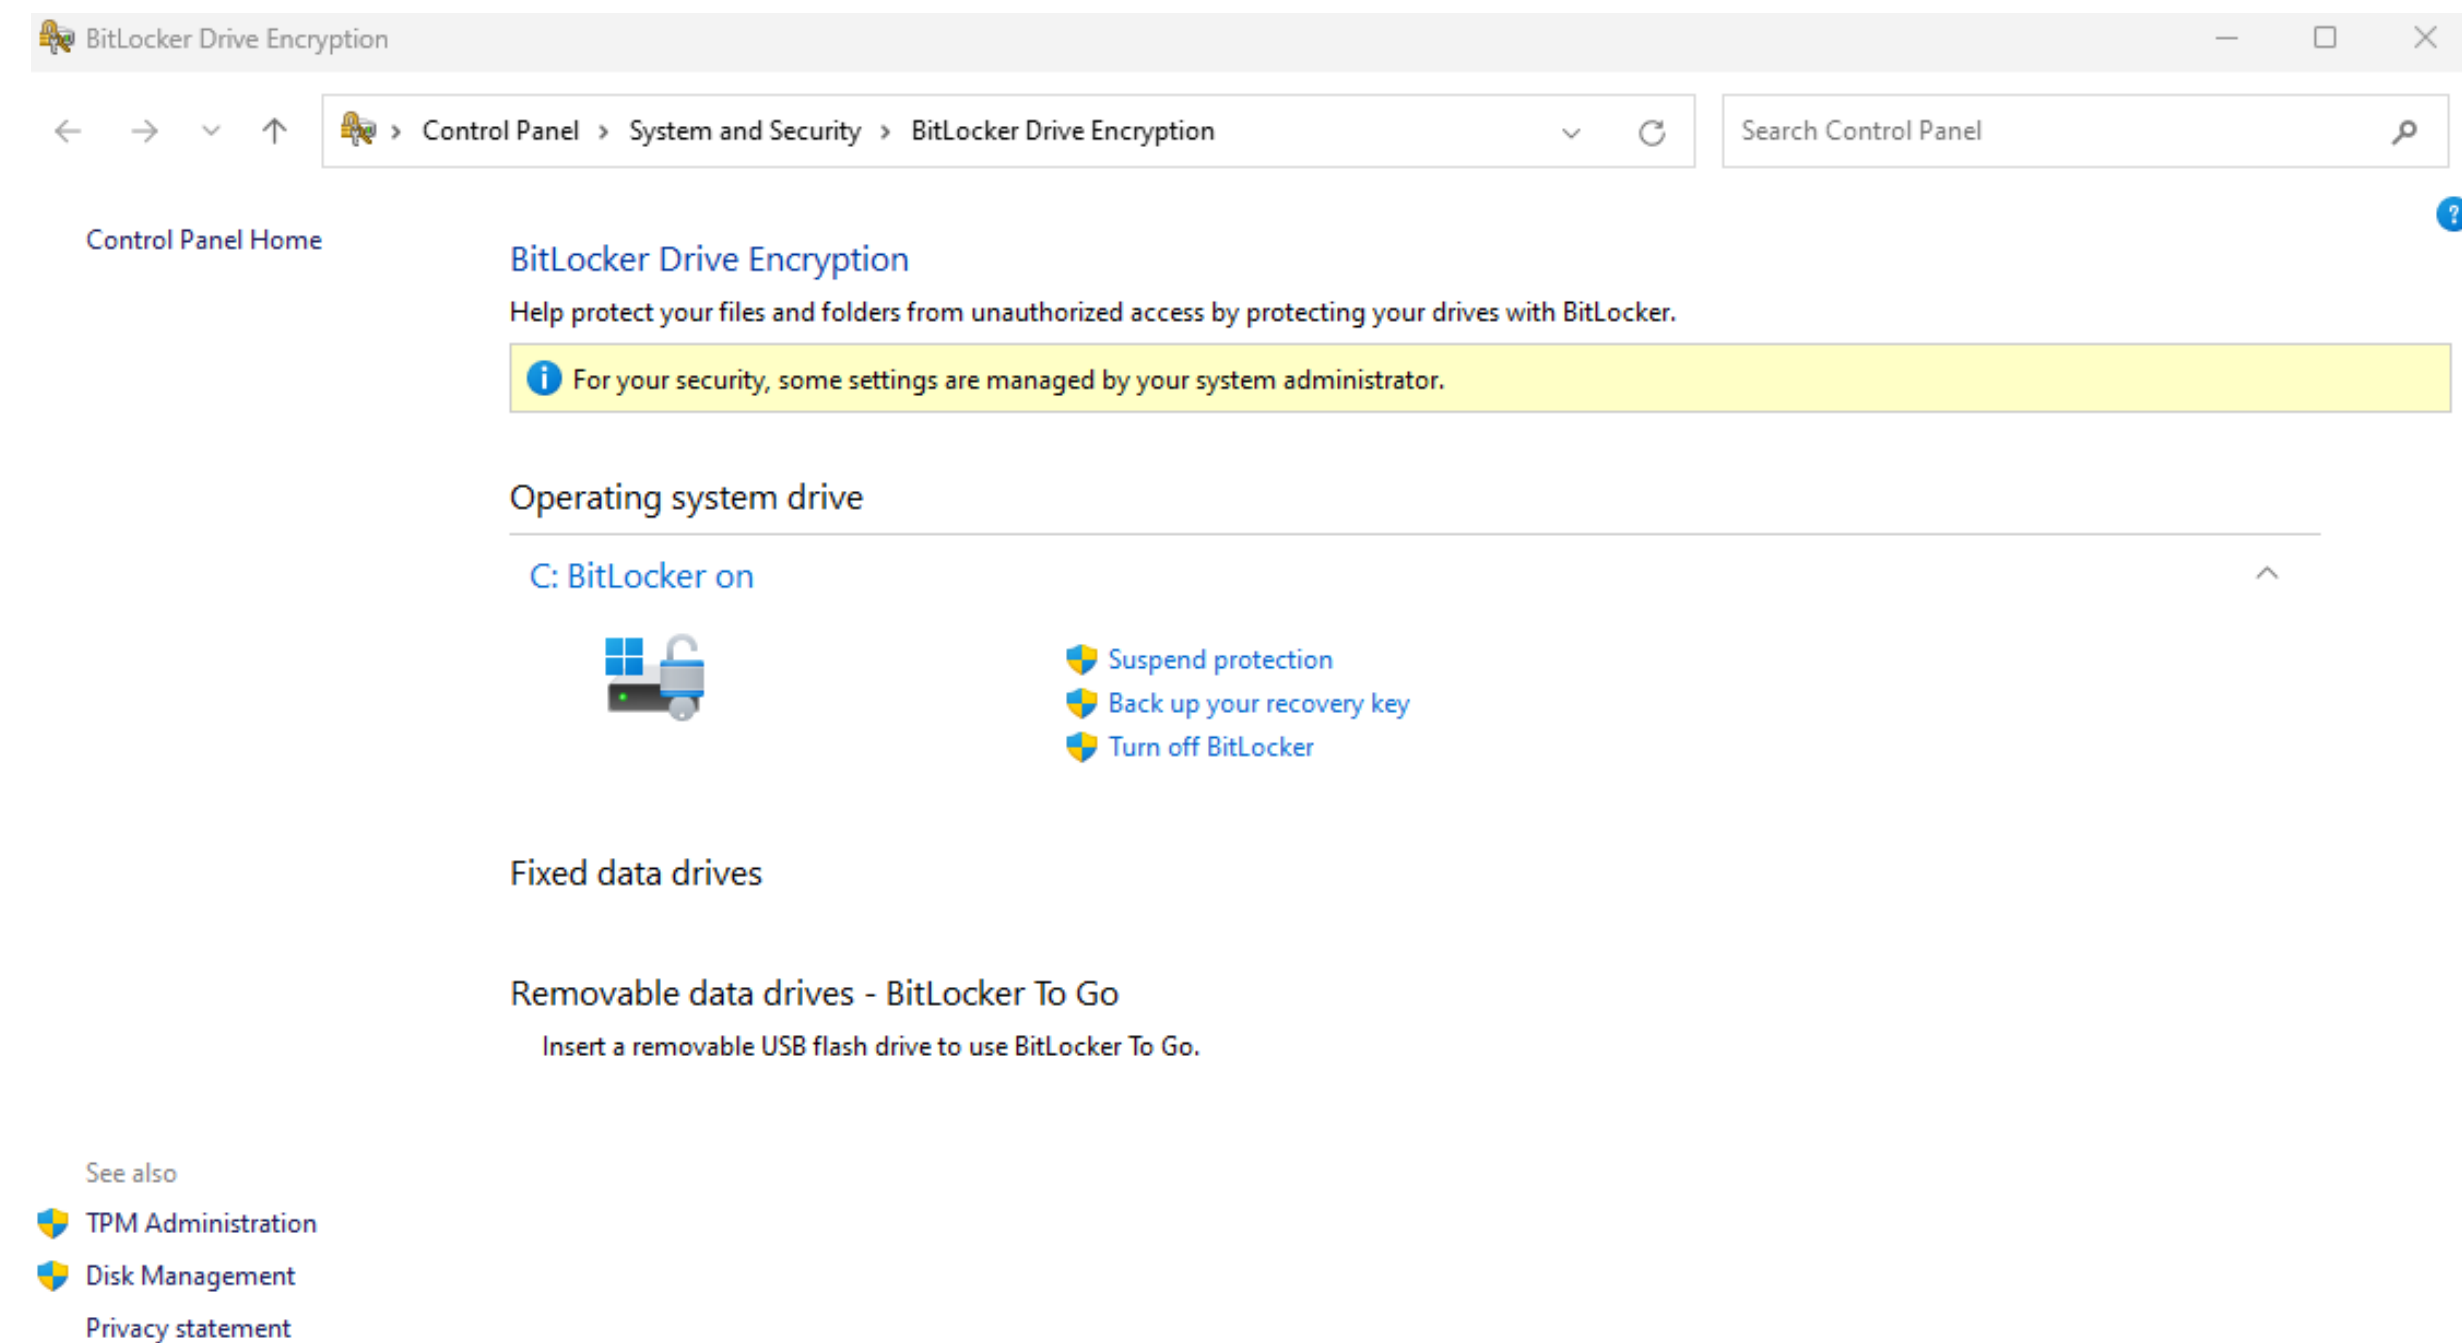 BitLocker Drive Encryption
Control Panel > System and Security > BitLocker Drive Encryption
Search Control Panel
?
Control Panel Home
BitLocker Drive Encryption
Help protect your files and folders from unauthorized access by protecting your drives with BitLocker.
i For your security, some settings are managed by your system administrator.
Operating system drive
C: BitLocker on
Suspend protection
Back up your recovery key
Turn off BitLocker
Fixed data drives
Removable data drives - BitLocker To Go
Insert a removable USB flash drive to use BitLocker To Go.
See also
TPM Administration
Disk Management
Privacy statement